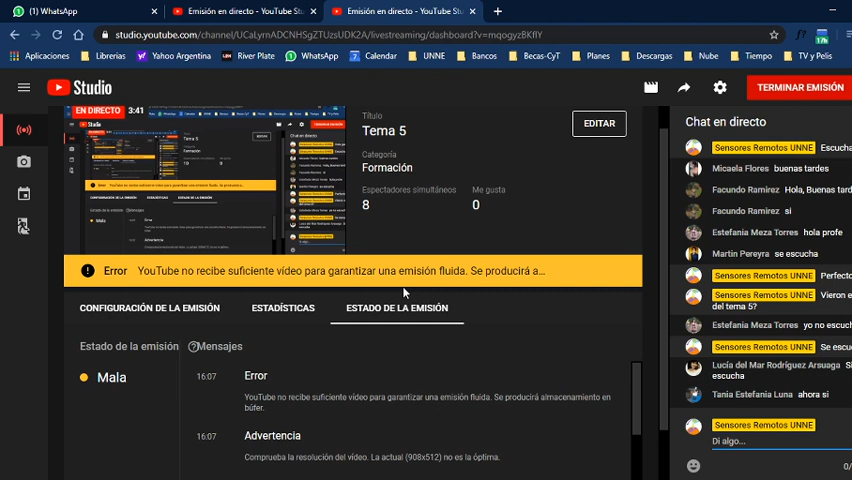 (1) WhatsApp
Emisión en directo - YouTube Stu
Emisión en directo - YouTube Stu
studio.youtube.com/channel/UCaLyrnADCNHSgZTUzsUDK2A/livestreaming/dashboard?v=mqogyzBKfIY
Aplicaciones
Librerias
Yahoo Argentina
River Plate
WhatsApp
Calendar
UNNE
Bancos
Becas-CyT
Planes
Descargas
Nube
Tiempo
TV y Pelis
Studio
TERMINAR EMISIÓN
EN DIRECTO 3:41
Título
Tema 5
EDITAR
Categoría
Formación
Espectadores simultáneos
8
Me gusta
0
Error YouTube no recibe suficiente vídeo para garantizar una emisión fluida. Se producirá a...
CONFIGURACIÓN DE LA EMISIÓN
ESTADÍSTICAS
ESTADO DE LA EMISIÓN
Estado de la emisión
Mala
Mensajes
16:07 Error
YouTube no recibe suficiente vídeo para garantizar una emisión fluida. Se producirá almacenamiento en
búfer.
16:07 Advertencia
Comprueba la resolución del vídeo. La actual (908x512) no es la óptima.
Chat en directo
Sensores Remotos UNNE Escucha
Micaela Flores buenas tardes
Facundo Ramirez Hola, Buenas tard
Facundo Ramirez si
Estefania Meza Torres hola profe
Martin Pereyra se escucha
Sensores Remotos UNNE Perfecto
Sensores Remotos UNNE Vieron e
del tema 5?
Estefania Meza Torres yo no escuch
Sensores Remotos UNNE Se escu
Lucía del Mar Rodríguez Arsuaga Si
escucha
Tania Estefania Luna ahora si
Sensores Remotos UNNE
Di algo...
0/